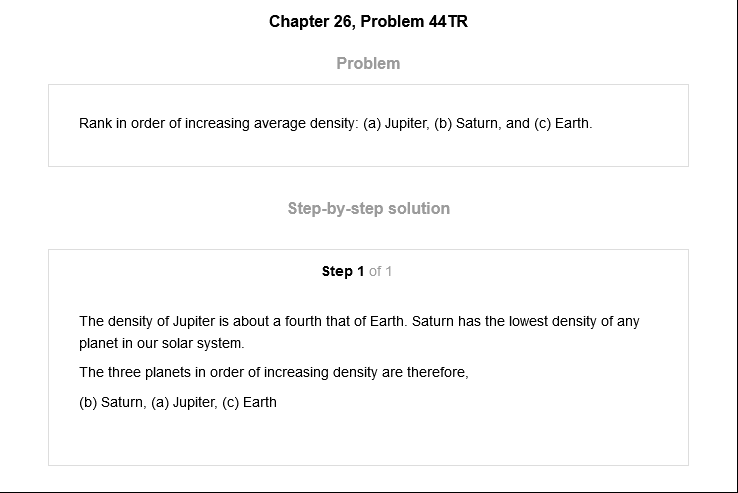 Chapter 26, Problem 44TR
Problem
Rank in order of increasing average density: (a) Jupiter, (b) Saturn, and (c) Earth.
Step-by-step solution
Step 1 of 1
The density of Jupiter is about a fourth that of Earth. Saturn has the lowest density of any
planet in our solar system.
The three planets in order of increasing density are therefore,
(b) Saturn, (a) Jupiter, (c) Earth